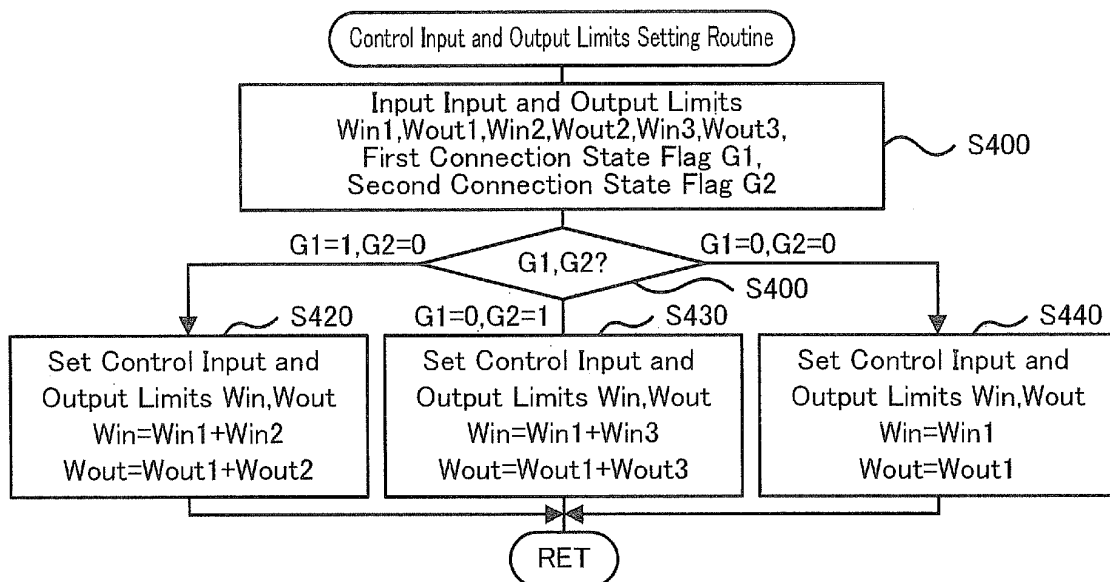 Control Input and Output Limits Setting Routine
Input Input and Output Limits
Win1,Wout1,Win2,Wout2,Win3,Wout3,
First Connection State Flag G1,
Second Connection State Flag G2
S400
G1=1,G2=0
G1,G2?
G1=0,G2=0
S400
G1=0,G2=1
S420
Set Control Input and
Output Limits Win,Wout
Win=Win1+Win2
Wout=Wout1+Wout2
S430
Set Control Input and
Output Limits Win,Wout
Win=Win1+Win3
Wout=Wout1+Wout3
S440
Set Control Input and
Output Limits Win,Wout
Win=Win1
Wout=Wout1
RET